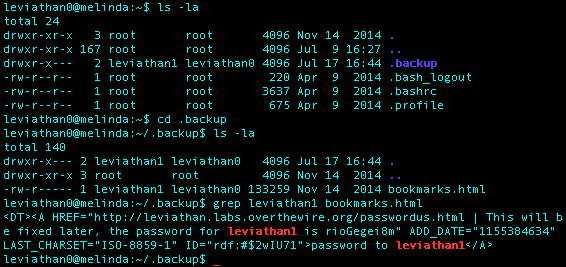 leviathan0@melinda:~$ ls -la
total 24
drwxr-xr-x   3 root       root        4096 Nov 14  2014 .
drwxr-xr-x 167 root       root        4096 Jul  9 16:27 ..
drwxr-x---   2 leviathan1 leviathan0  4096 Jul 17 16:44 .backup
-rw-r--r--   1 root       root         220 Apr  9  2014 .bash_logout
-rw-r--r--   1 root       root        3637 Apr  9  2014 .bashrc
-rw-r--r--   1 root       root         675 Apr  9  2014 .profile
leviathan0@melinda:~$ cd .backup
leviathan0@melinda:~/.backup$ ls -la
total 140
drwxr-x--- 2 leviathan1 leviathan0   4096 Jul 17 16:44 .
drwxr-xr-x 3 root       root         4096 Nov 14  2014 ..
-rw-r----- 1 leviathan1 leviathan0 133259 Nov 14  2014 bookmarks.html
leviathan0@melinda:~/.backup$ grep leviathan1 bookmarks.html
<DT><A HREF="http://leviathan.labs.overthewire.org/passwordus.html | This will b
e fixed later, the password for leviathan1 is rioGegei8m" ADD_DATE="1155384634"
LAST_CHARSET="ISO-8859-1" ID="rdf:#$2wIU71">password to leviathan1</A>
leviathan0@melinda:~/.backup$ _